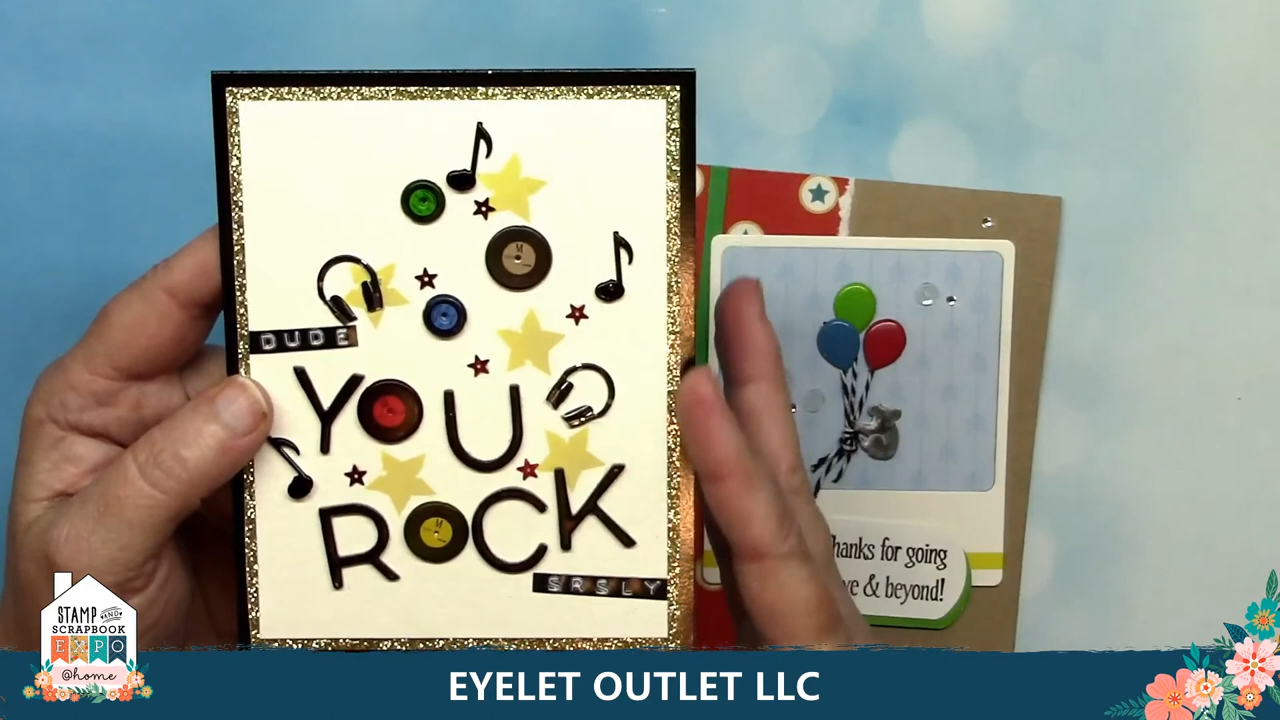 DUDE
YOU
ROCK
SRSLY
M
M
hanks for going
ve & beyond!
STAMP AND
SCRAPBOOK
EXPO
@home
EYELET OUTLET LLC